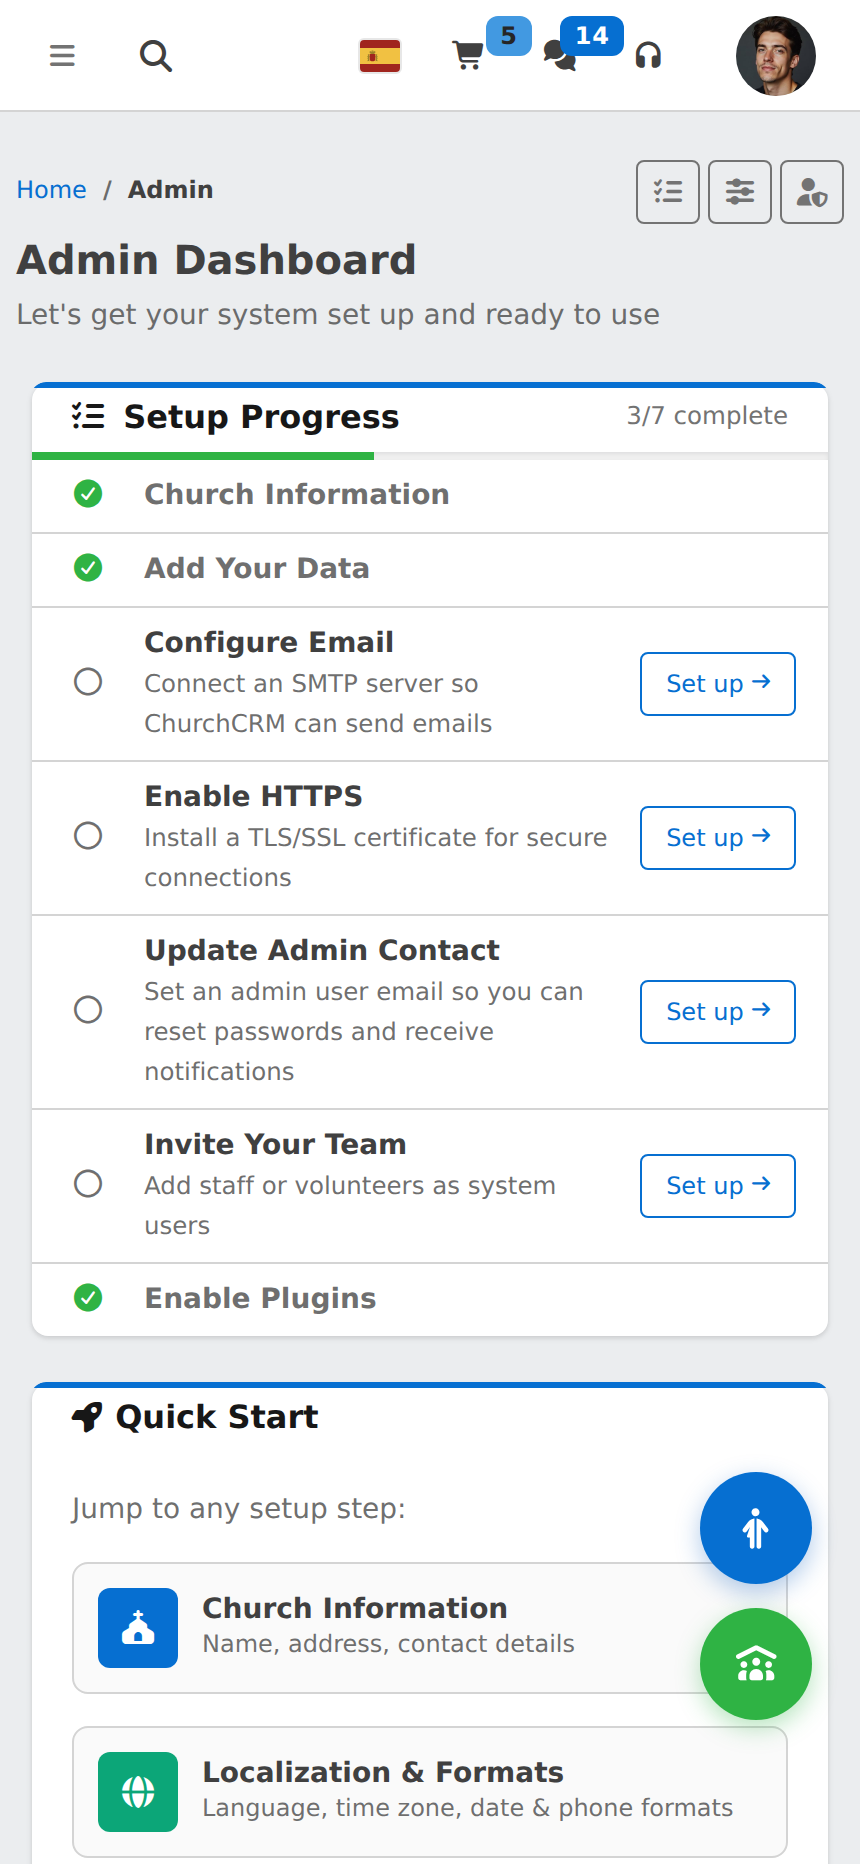 5
14
Home / Admin
Admin Dashboard
Let's get your system set up and ready to use
Setup Progress
3/7 complete
Church Information
Add Your Data
Configure Email
Connect an SMTP server so
ChurchCRM can send emails
Set up →
Enable HTTPS
Install a TLS/SSL certificate for secure
connections
Set up →
Update Admin Contact
Set an admin user email so you can
reset passwords and receive
notifications
Set up →
Invite Your Team
Add staff or volunteers as system
users
Set up →
Enable Plugins
Quick Start
Jump to any setup step:
Church Information
Name, address, contact details
Localization & Formats
Language, time zone, date & phone formats